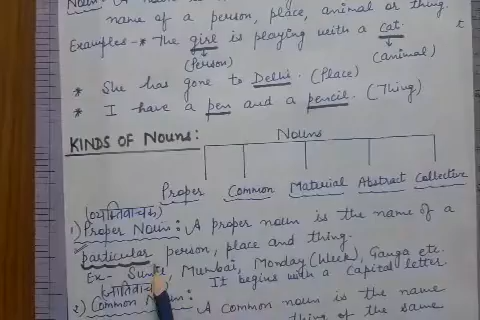 Noun:
name of a person, place, animal or thing.
Examples -* The girl is playing with a cat.
(Person) (animal)
* She has gone to Delhi. (Place)
* I have a pen and a pencil. (Thing)
KINDS OF NOUNS: Nouns
Proper Common Material Abstract Collective
(व्यक्तिवाचक)
1) Proper Noun: A proper noun is the name of a
particular person, place and thing.
Ex- Mumbai, Monday (Week), Ganga etc.
(जातिवाचक) It begins with a Capital letter.
2) Common Noun: A common noun is the name
thing of the same